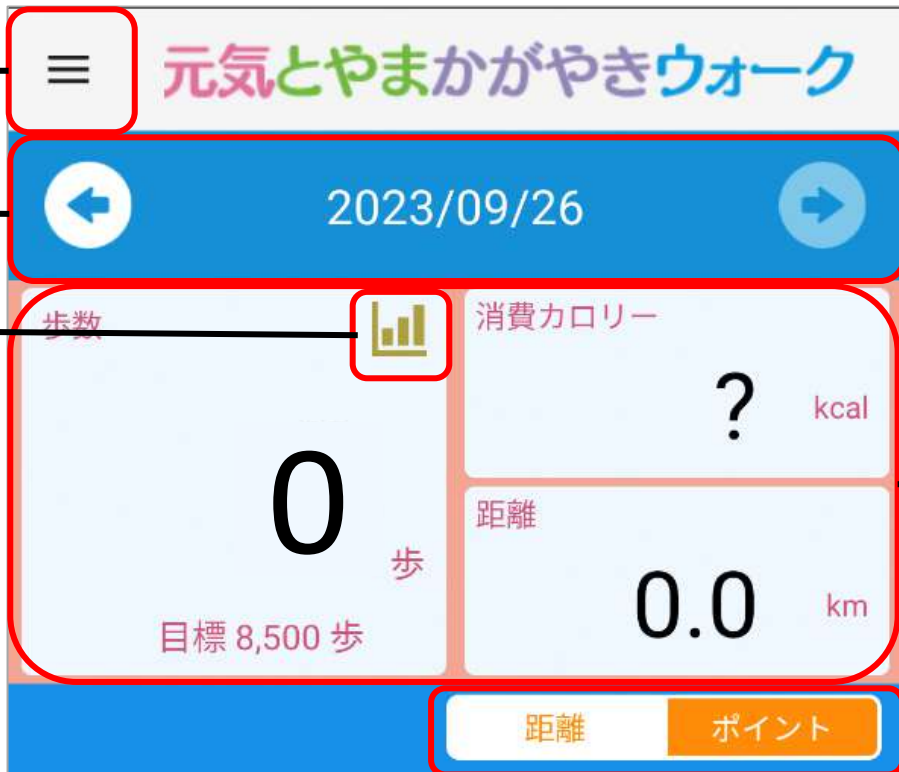 元気とやまかがやきウォーク
2023/09/26
歩数
0
歩
目標 8,500 歩
消費カロリー
? kcal
距離
0.0 km
距離 ポイント